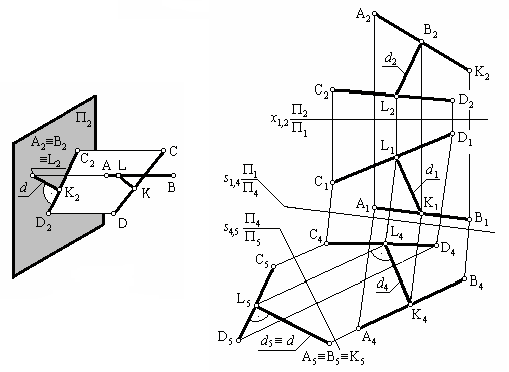 Π₂
A₂≡B₂
≡L₂
C₂
A
L
C
d
K₂
K
B
D₂
D
A₂
B₂
d₂
K₂
C₂
L₂
D₂
x₁,₂ Π₂
Π₁
L₁
D₁
C₁
d₁
s₁,₄ Π₁
Π₄
A₁
K₁
B₁
s₄,₅ Π₄
Π₅
C₄
L₄
D₄
C₅
d₄
B₄
L₅
K₄
D₅
d₅≡d
A₄
A₅≡B₅≡K₅